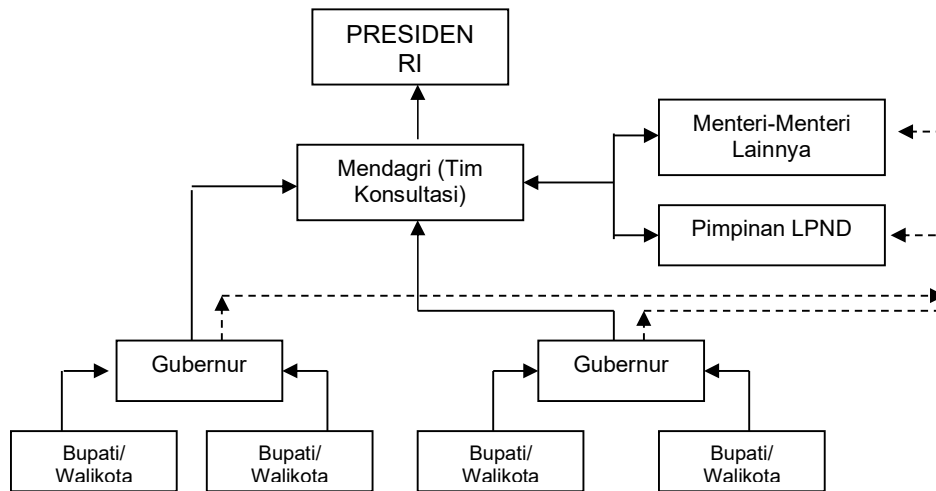 PRESIDEN
RI
Menteri-Menteri
Lainnya
Mendagri (Tim
Konsultasi)
Pimpinan LPND
Gubernur
Gubernur
Bupati/
Walikota
Bupati/
Walikota
Bupati/
Walikota
Bupati/
Walikota